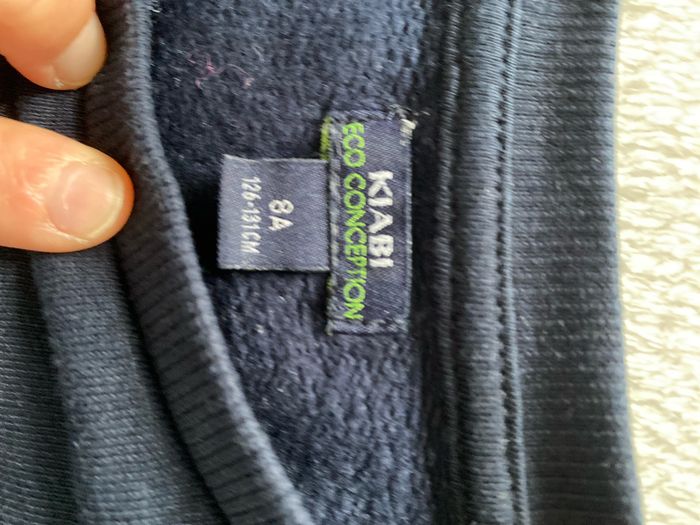 KIABI
ECO CONCEPTION
8A
126-131CM